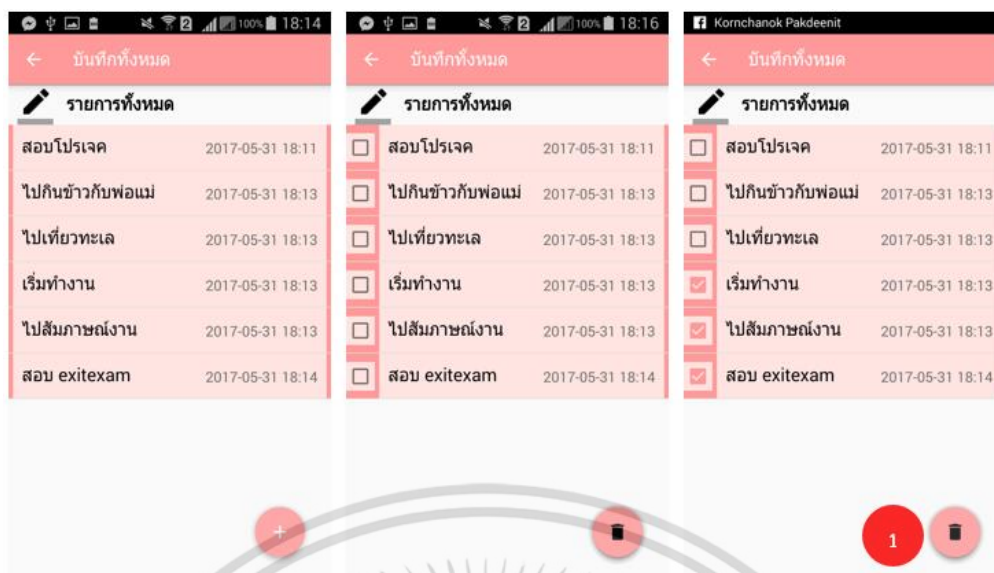 2 100% 18:14
บันทึกทั้งหมด
รายการทั้งหมด
สอบโปรเจค 2017-05-31 18:11
ไปกินข้าวกับพ่อแม่ 2017-05-31 18:13
ไปเที่ยวทะเล 2017-05-31 18:13
เริ่มทำงาน 2017-05-31 18:13
ไปสัมภาษณ์งาน 2017-05-31 18:13
สอบ exitexam 2017-05-31 18:14
2 100% 18:16
บันทึกทั้งหมด
รายการทั้งหมด
สอบโปรเจค 2017-05-31 18:11
ไปกินข้าวกับพ่อแม่ 2017-05-31 18:13
ไปเที่ยวทะเล 2017-05-31 18:13
เริ่มทำงาน 2017-05-31 18:13
ไปสัมภาษณ์งาน 2017-05-31 18:13
สอบ exitexam 2017-05-31 18:14
Kornchanok Pakdeenit
บันทึกทั้งหมด
รายการทั้งหมด
สอบโปรเจค 2017-05-31 18:11
ไปกินข้าวกับพ่อแม่ 2017-05-31 18:13
ไปเที่ยวทะเล 2017-05-31 18:13
เริ่มทำงาน 2017-05-31 18:13
ไปสัมภาษณ์งาน 2017-05-31 18:13
สอบ exitexam 2017-05-31 18:14
1